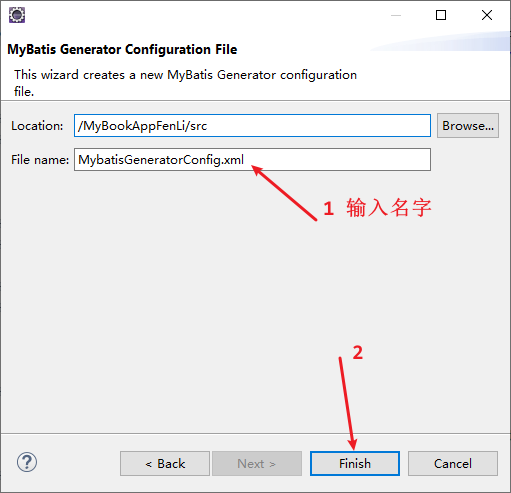 MyBatis Generator Configuration File
This wizard creates a new MyBatis Generator configuration
file.
Location: /MyBookAppFenLi/src Browse...
File name: MybatisGeneratorConfig.xml
1 输入名字
2
? < Back Next > Finish Cancel